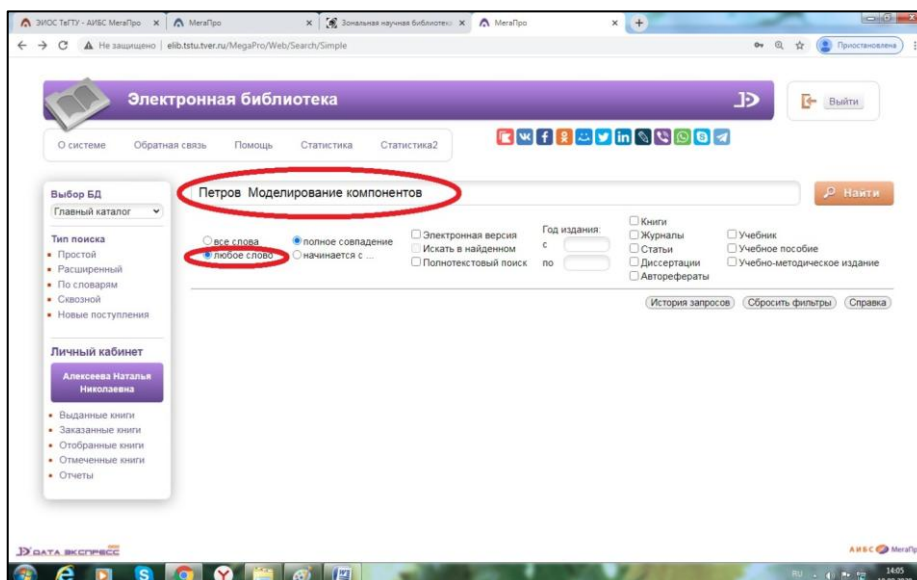 ЭИОС ТвГТУ - АИБС МегаПро
МегаПро
Зональная научная библиотека
МегаПро
Не защищено | elib.tstu.tver.ru/MegaPro/Web/Search/Simple
Приостановлена
Электронная библиотека
Выйти
О системе Обратная связь Помощь Статистика Статистика2
Выбор БД
Главный каталог
Тип поиска
Простой
Расширенный
По словарям
Сквозной
Новые поступления
Личный кабинет
Алексеева Наталья
Николаевна
Выданные книги
Заказанные книги
Отобранные книги
Отмеченные книги
Отчеты
Петров Моделирование компонентов
Найти
все слова
любое слово
полное совпадение
начинается с ...
Электронная версия
Искать в найденном
Полнотекстовый поиск
Год издания:
с
по
Книги
Журналы
Статьи
Диссертации
Авторефераты
Учебник
Учебное пособие
Учебно-методическое издание
История запросов Сбросить фильтры Справка
ДАТА ЭКСПРЕСС
АИБС МегаПр
RU
14:05